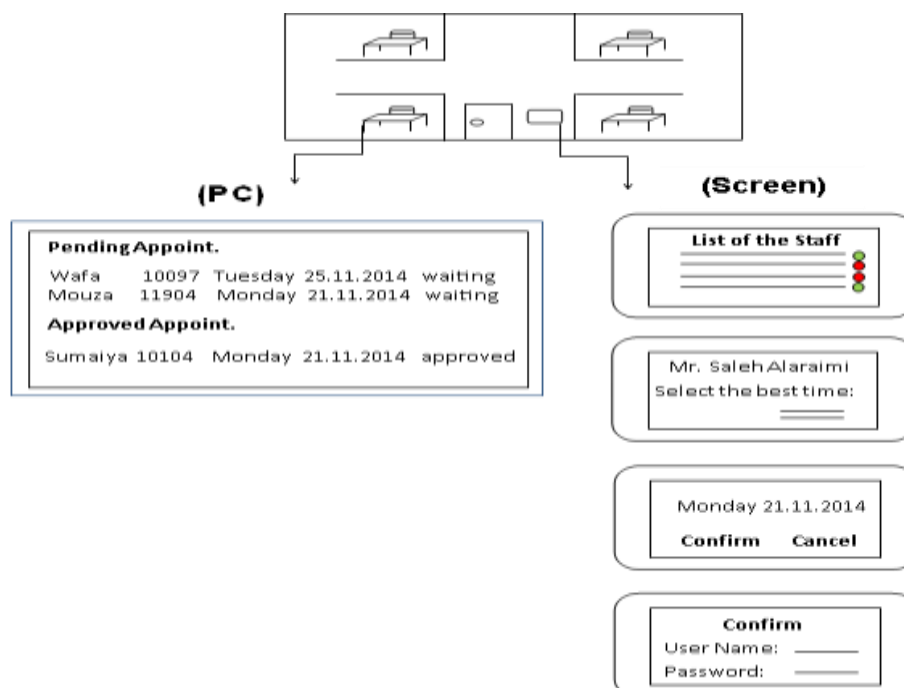 (PC)
(Screen)
Pending Appoint.
Wafa 10097 Tuesday 25.11.2014 waiting
Mouza 11904 Monday 21.11.2014 waiting
Approved Appoint.
Sumaiya 10104 Monday 21.11.2014 approved
List of the Staff
Mr. Saleh Alaraimi
Select the best time:
Monday 21.11.2014
Confirm Cancel
Confirm
User Name:
Password: